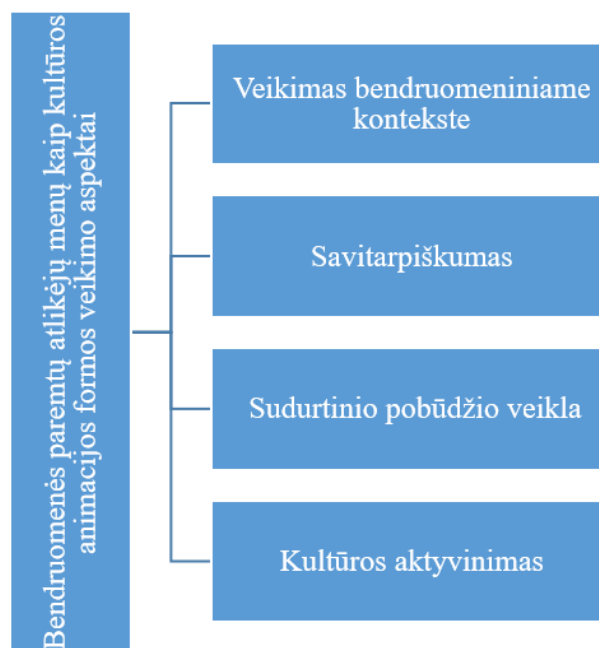 Bendruomenės paremtų atlikėjų menų kaip kultūros
animacijos formos veikimo aspektai
Veikimas bendruomeniniame
kontekste
Savitarpiškumas
Sudurtinio pobūdžio veikla
Kultūros aktyvinimas